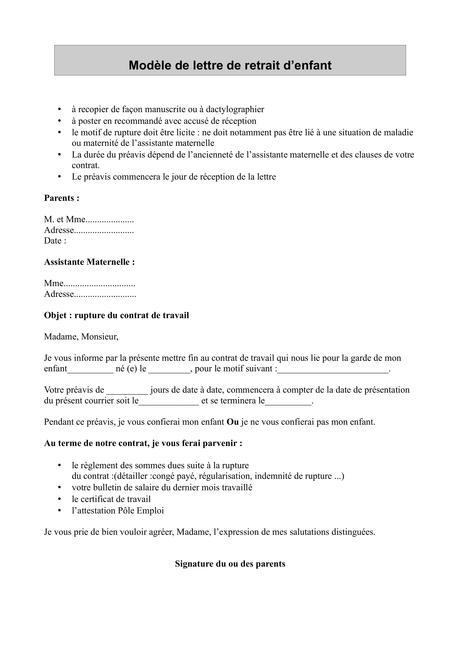 Modèle de lettre de retrait d'enfant
• à recopier de façon manuscrite ou à dactylographier
• à poster en recommandé avec accusé de réception
• le motif de rupture doit être licite : ne doit notamment pas être lié à une situation de maladie
ou maternité de l'assistante maternelle
• La durée du préavis dépend de l'ancienneté de l'assistante maternelle et des clauses de votre
contrat.
• Le préavis commencera le jour de réception de la lettre
Parents :
M. et Mme.....................
Adresse..........................
Date :
Assistante Maternelle :
Mme...............................
Adresse...........................
Objet : rupture du contrat de travail
Madame, Monsieur,
Je vous informe par la présente mettre fin au contrat de travail qui nous lie pour la garde de mon
enfant__________ né (e) le _________, pour le motif suivant :________________________.
Votre préavis de _________ jours de date à date, commencera à compter de la date de présentation
du présent courrier soit le_____________ et se terminera le__________.
Pendant ce préavis, je vous confierai mon enfant Ou je ne vous confierai pas mon enfant.
Au terme de notre contrat, je vous ferai parvenir :
• le règlement des sommes dues suite à la rupture
du contrat :(détailler :congé payé, régularisation, indemnité de rupture ...)
• votre bulletin de salaire du dernier mois travaillé
• le certificat de travail
• l'attestation Pôle Emploi
Je vous prie de bien vouloir agréer, Madame, l'expression de mes salutations distinguées.
Signature du ou des parents